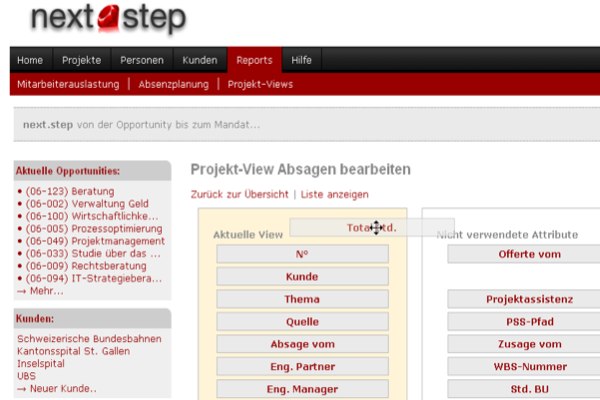 next step
Home Projekte Personen Kunden Reports Hilfe
Mitarbeiterauslastung | Absenzplanung | Projekt-Views
next.step von der Opportunity bis zum Mandat...
Aktuelle Opportunities:
• (06-123) Beratung
• (06-002) Verwaltung Geld
• (06-100) Wirtschaftlichke...
• (06-005) Prozessoptimierung
• (06-049) Projektmanagement
• (06-033) Studie über das ...
• (06-009) Rechtsberatung
• (06-094) IT-Strategiebera...
→ Mehr...
Kunden:
Schweizerische Bundesbahnen
Kantonsspital St. Gallen
Inselspital
UBS
→ Neuer Kunde..
Projekt-View Absagen bearbeiten
Zurück zur Übersicht | Liste anzeigen
Aktuelle View
N°
Kunde
Thema
Quelle
Absage vom
Eng. Partner
Eng. Manager
Nicht verwendete Attribute
Offerte vom
Projektassistenz
PSS-Pfad
Zusage vom
WBS-Nummer
Std. BU